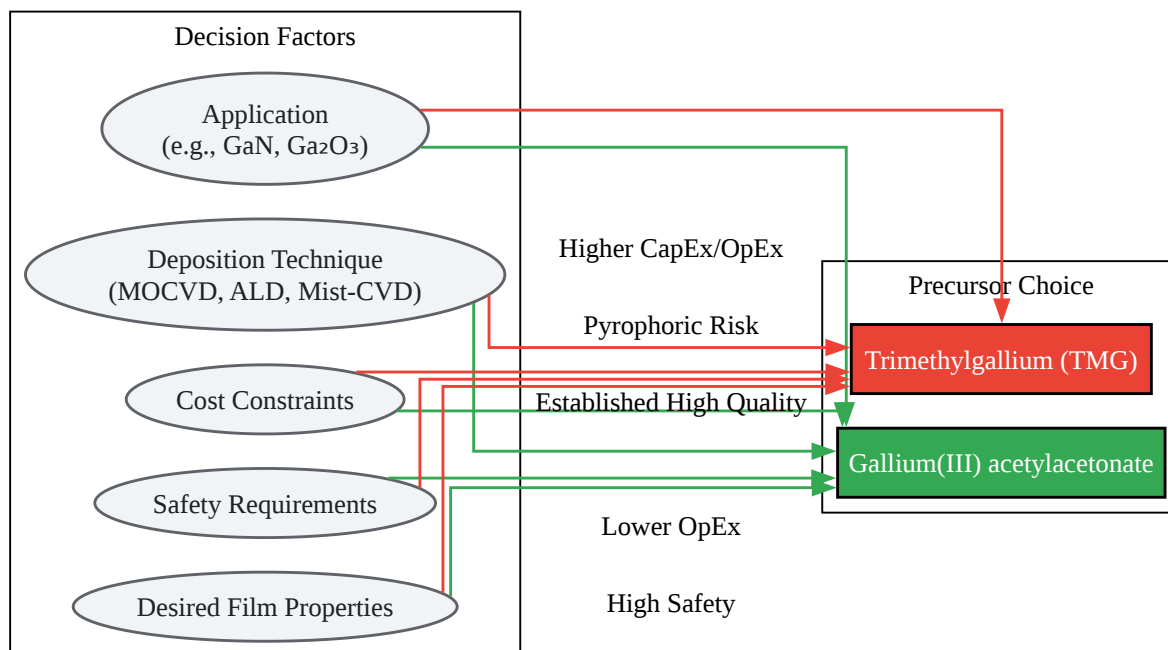 Decision Factors
Application
(e.g., GaN, Ga₂O₃)
Deposition Technique
(MOCVD, ALD, Mist-CVD)
Cost Constraints
Safety Requirements
Desired Film Properties
Higher CapEx/OpEx
Pyrophoric Risk
Established High Quality
Lower OpEx
High Safety
Precursor Choice
Trimethylgallium (TMG)
Gallium(III) acetylacetonate